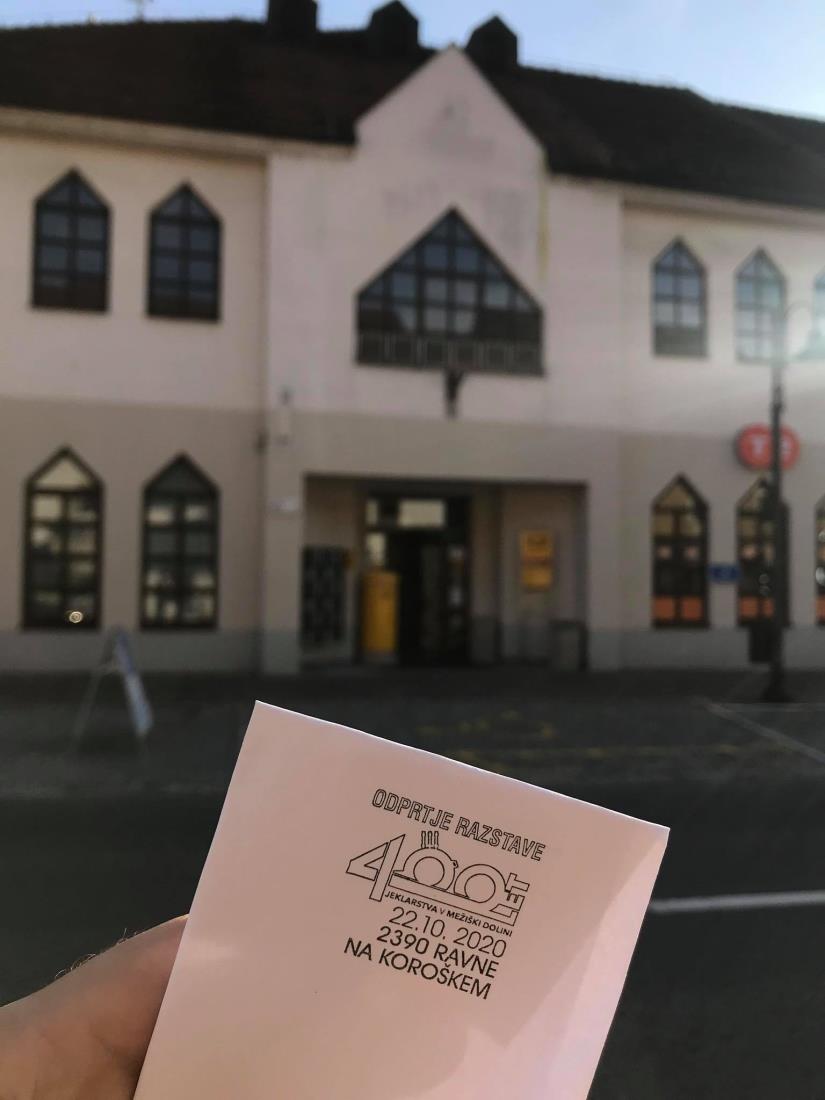 ODPRTJE RAZSTAVE
400 LET
JEKLARSTVA V MEŽIŠKI DOLINI
22.10. 2020
2390 RAVNE
NA KOROŠKEM